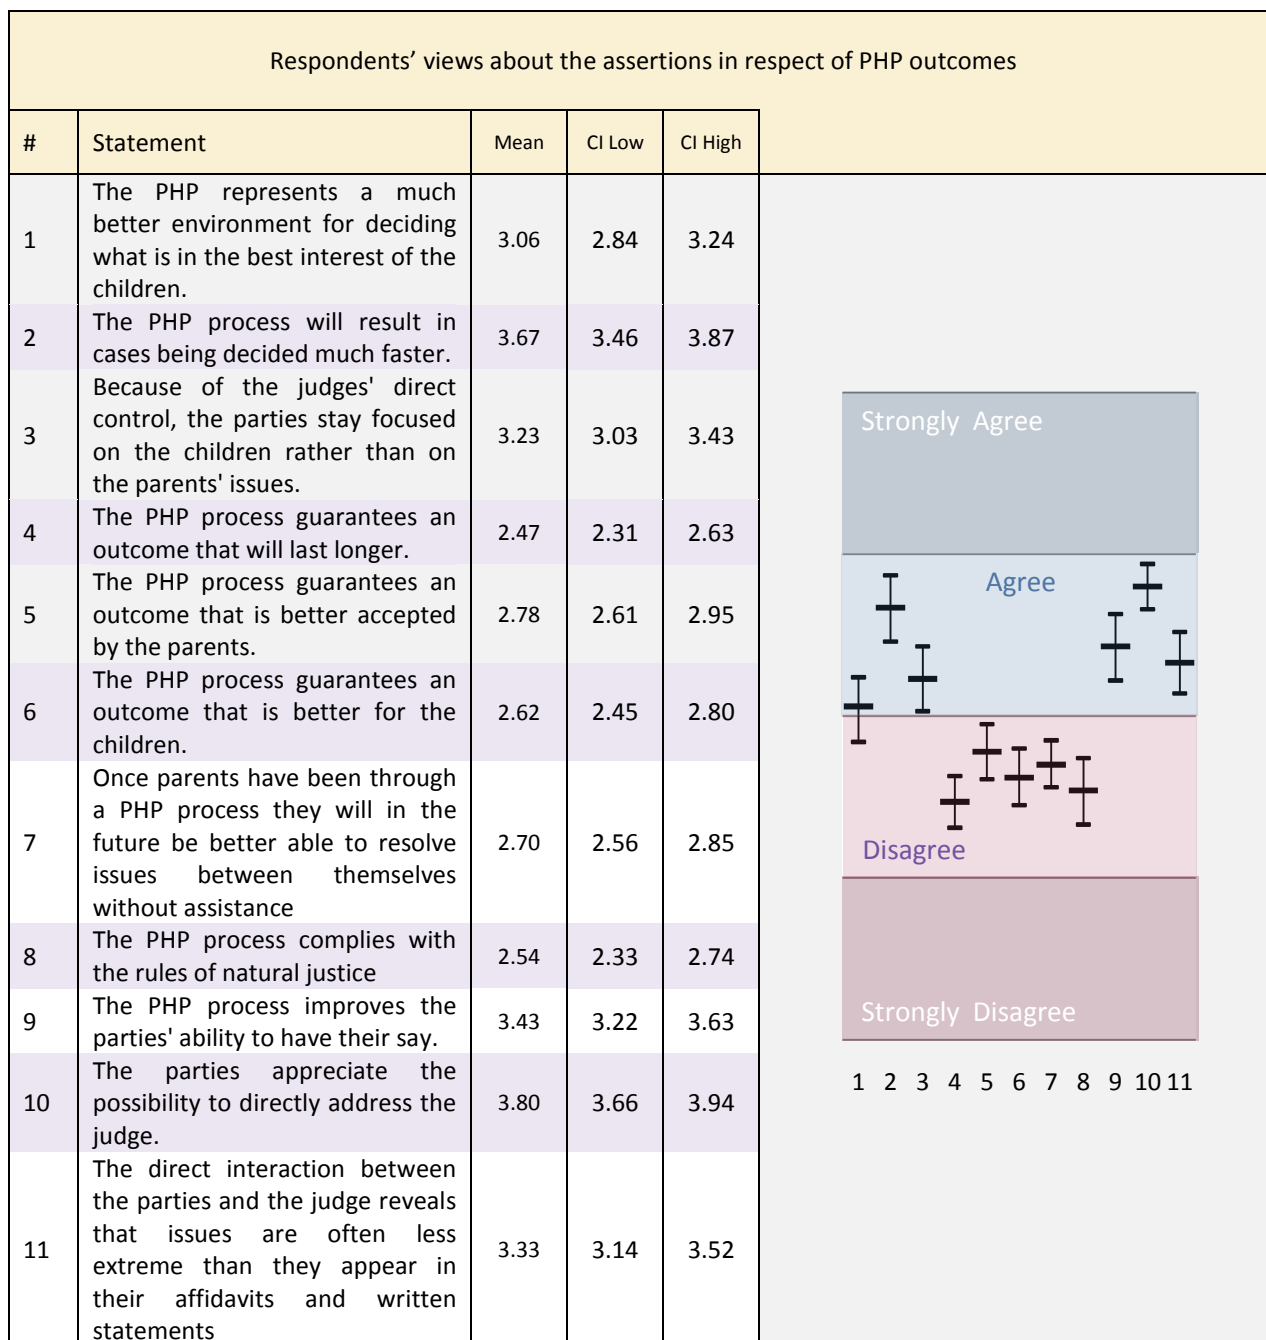 Respondents’ views about the assertions in respect of PHP outcomes
# Statement Mean CI Low CI High
The PHP represents a much
better environment for deciding
1 what is in the best interest of the 3.06 2.84 3.24
children.
The PHP process will result in
2 cases being decided much faster. 3.67 3.46 3.87
Because of the judges' direct
control, the parties stay focused
3 on the children rather than on 3.23 3.03 3.43
the parents' issues.
The PHP process guarantees an
4 outcome that will last longer. 2.47 2.31 2.63
The PHP process guarantees an
5 outcome that is better accepted 2.78 2.61 2.95
by the parents.
The PHP process guarantees an
6 outcome that is better for the 2.62 2.45 2.80
children.
Once parents have been through
a PHP process they will in the
7 future be better able to resolve 2.70 2.56 2.85
issues between themselves
without assistance
The PHP process complies with
8 the rules of natural justice 2.54 2.33 2.74
The PHP process improves the
9 parties' ability to have their say. 3.43 3.22 3.63
The parties appreciate the
10 possibility to directly address the 3.80 3.66 3.94
judge.
The direct interaction between
the parties and the judge reveals
that issues are often less
11 extreme than they appear in 3.33 3.14 3.52
their affidavits and written
statements
Strongly Agree
Agree
Disagree
Strongly Disagree
1 2 3 4 5 6 7 8 9 10 11